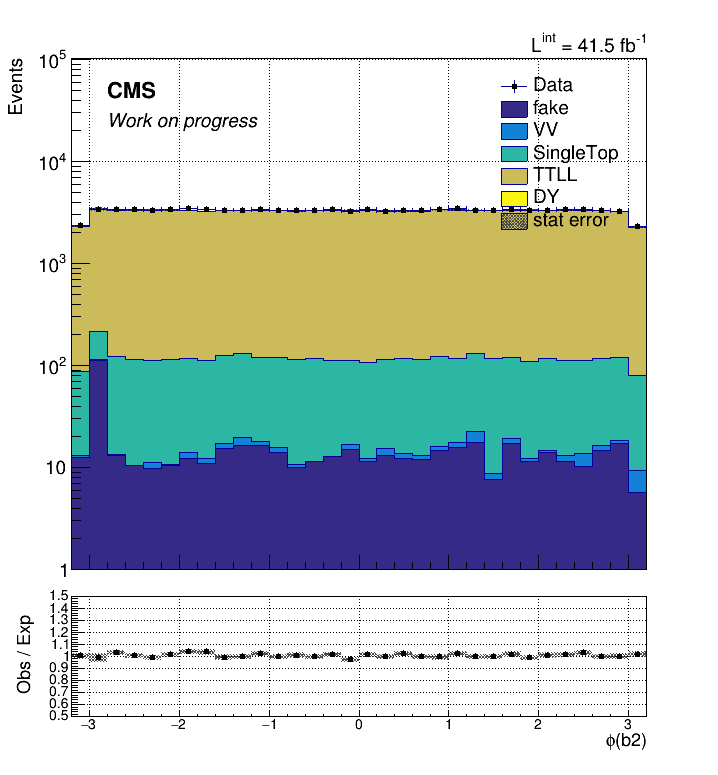 L^int = 41.5 fb^-1
Events
10^5
10^4
10^3
10^2
10
1
CMS
Work on progress
Data
fake
VV
SingleTop
TTLL
DY
stat error
Obs / Exp
1.5
1.4
1.3
1.2
1.1
1
0.9
0.8
0.7
0.6
0.5
−3 −2 −1 0 1 2 3
ϕ(b2)